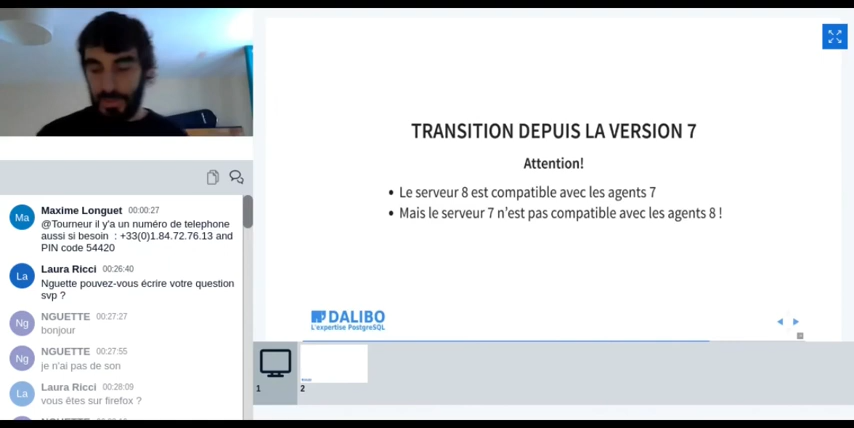 TRANSITION DEPUIS LA VERSION 7
Attention!
• Le serveur 8 est compatible avec les agents 7
• Mais le serveur 7 n'est pas compatible avec les agents 8 !
DALIBO
L'expertise PostgreSQL
1
2
Ma
Maxime Longuet 00:00:27
@Tourneur il y'a un numéro de telephone
aussi si besoin : +33(0)1.84.72.76.13 and
PIN code 54420
La
Laura Ricci 00:26:40
Nguette pouvez-vous écrire votre question
svp ?
Ng
NGUETTE 00:27:27
bonjour
Ng
NGUETTE 00:27:55
je n'ai pas de son
La
Laura Ricci 00:28:09
vous êtes sur firefox ?